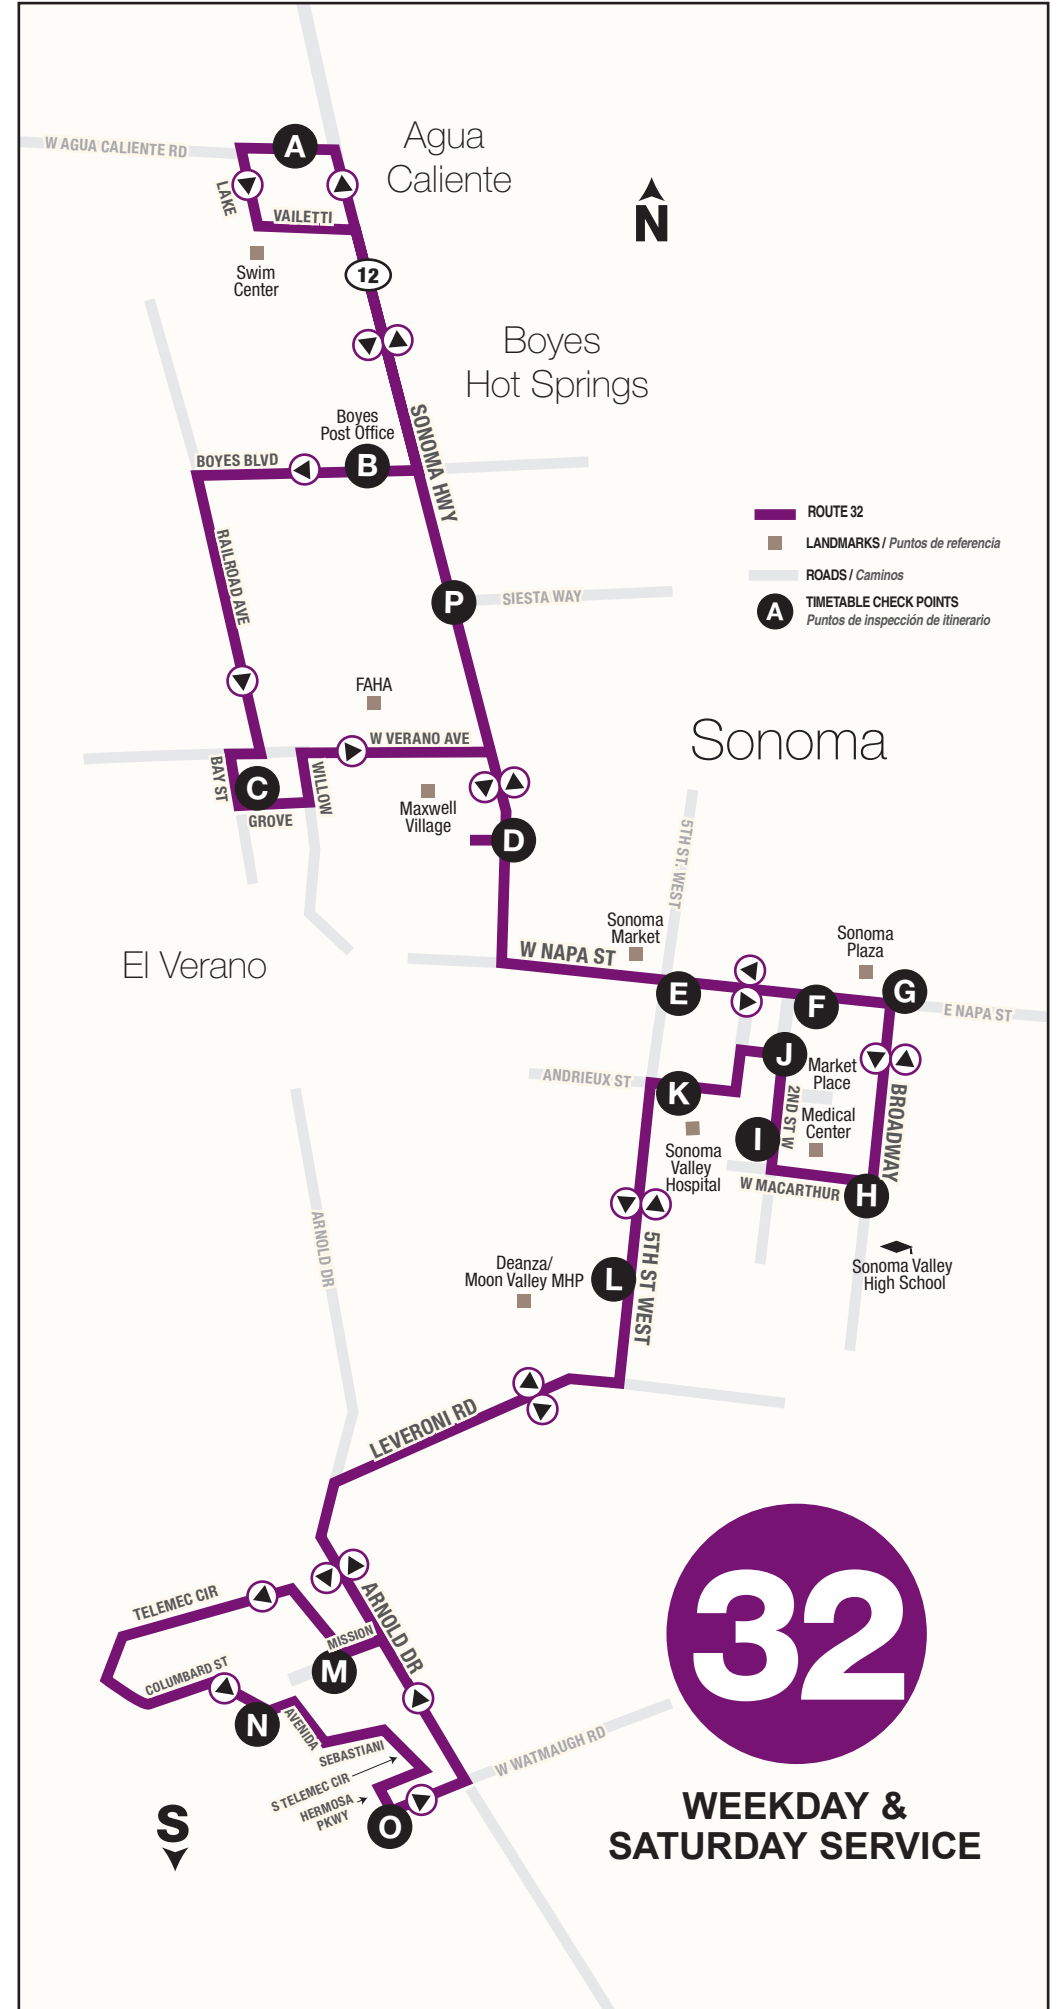 W AGUA CALIENTE RD
A
Agua
Caliente
LAKE
VAILETTI
N
Swim
Center
12
Boyes
Hot Springs
Boyes
Post Office
SONOMA HWY
BOYES BLVD
B
ROUTE 32
LANDMARKS / Puntos de referencia
ROADS / Caminos
A
TIMETABLE CHECK POINTS
Puntos de inspección de itinerario
RAILROAD AVE
P
SIESTA WAY
FAHA
W VERANO AVE
Sonoma
BAY ST
C
WILLOW
GROVE
Maxwell
Village
D
5TH ST. WEST
Sonoma
Market
Sonoma
Plaza
W NAPA ST
El Verano
E
F
G
E NAPA ST
ANDRIEUX ST
J
Market
Place
K
2ND ST W
BROADWAY
Medical
Center
I
Sonoma
Valley
Hospital
W MACARTHUR
H
ARNOLD DR
5TH ST WEST
Sonoma Valley
High School
Deanza/
Moon Valley MHP
L
LEVERONI RD
TELEMEC CIR
ARNOLD DR
MISSION
M
COLUMBARD ST
N
AVENIDA
SEBASTIANI
S TELEMEC CIR
HERMOSA
PKWY
O
W WATMAUGH RD
S
32
WEEKDAY &
SATURDAY SERVICE